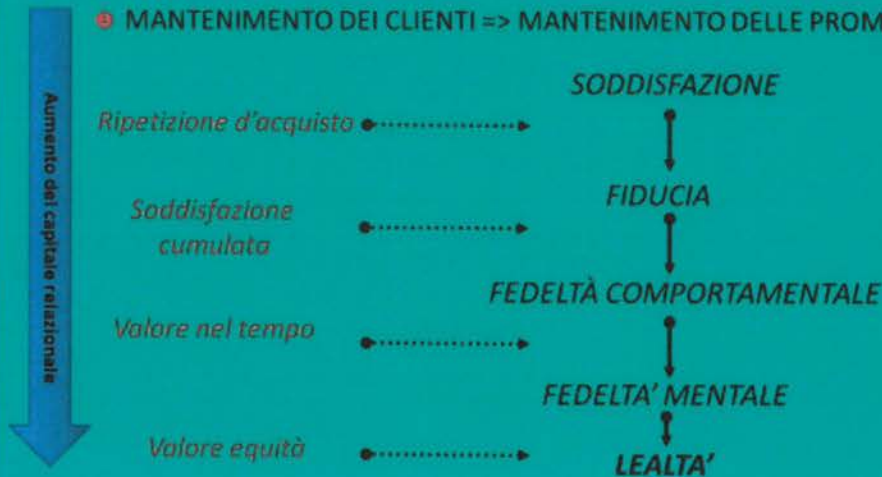 MANTENIMENTO DEI CLIENTI => MANTENIMENTO DELLE PROM
Aumento del capitale relazionale
SODDISFAZIONE
Ripetizione d'acquisto
FIDUCIA
Soddisfazione
cumulata
FEDELTÀ COMPORTAMENTALE
Valore nel tempo
FEDELTA' MENTALE
Valore equità
LEALTA'